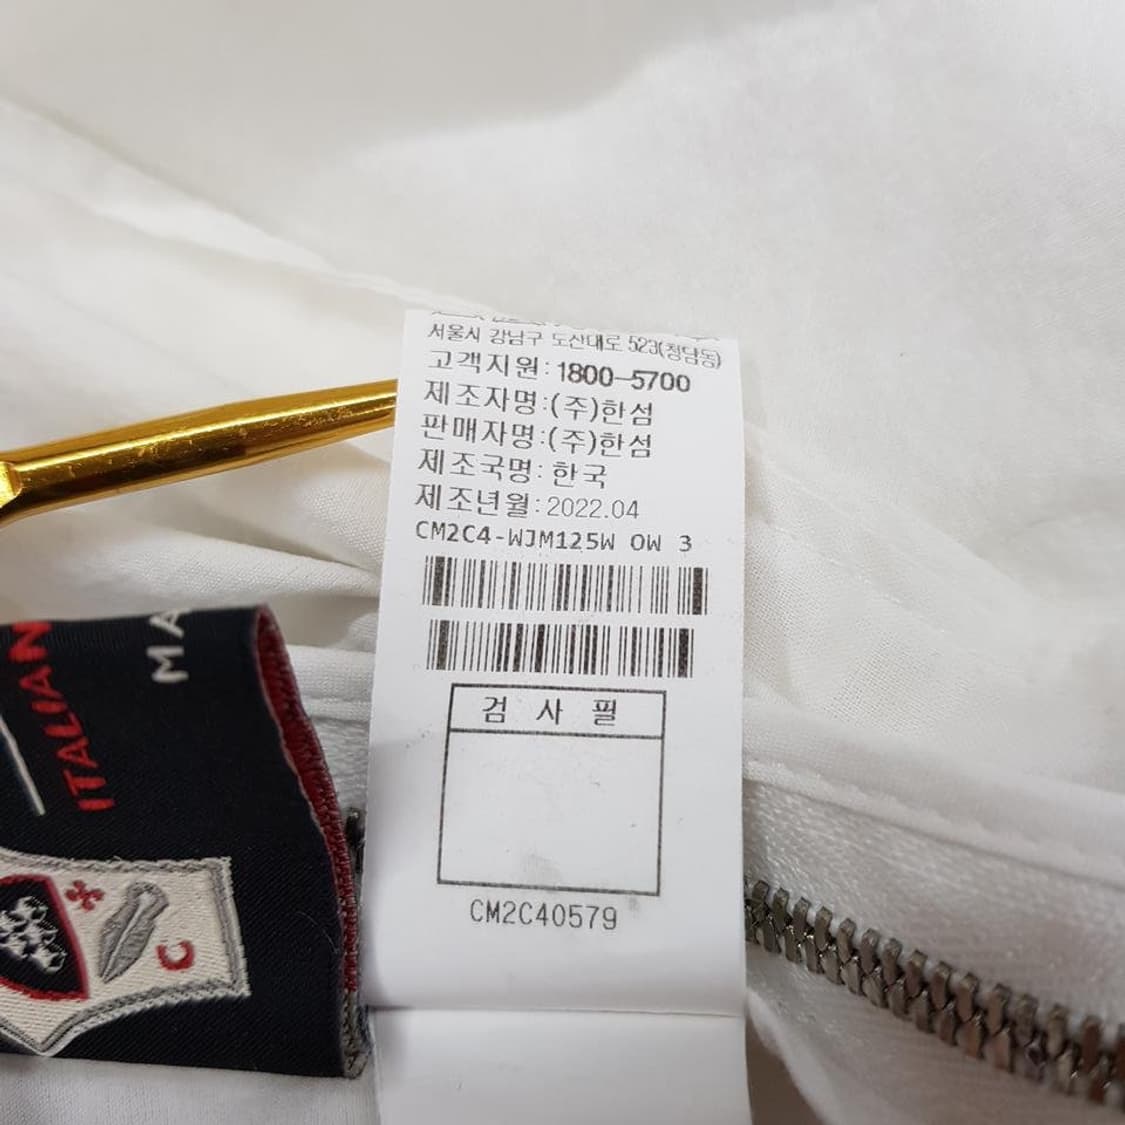 서울시 강남구 도산대로 523(청담동)
고객지원:1800-5700
제조자명:(주)한섬
판매자명:(주)한섬
제조국명:한국
제조년월:2022.04
CM2C4-WJM125W OW 3
검 사 필
CM2C40579
MA
ITALIAN
C